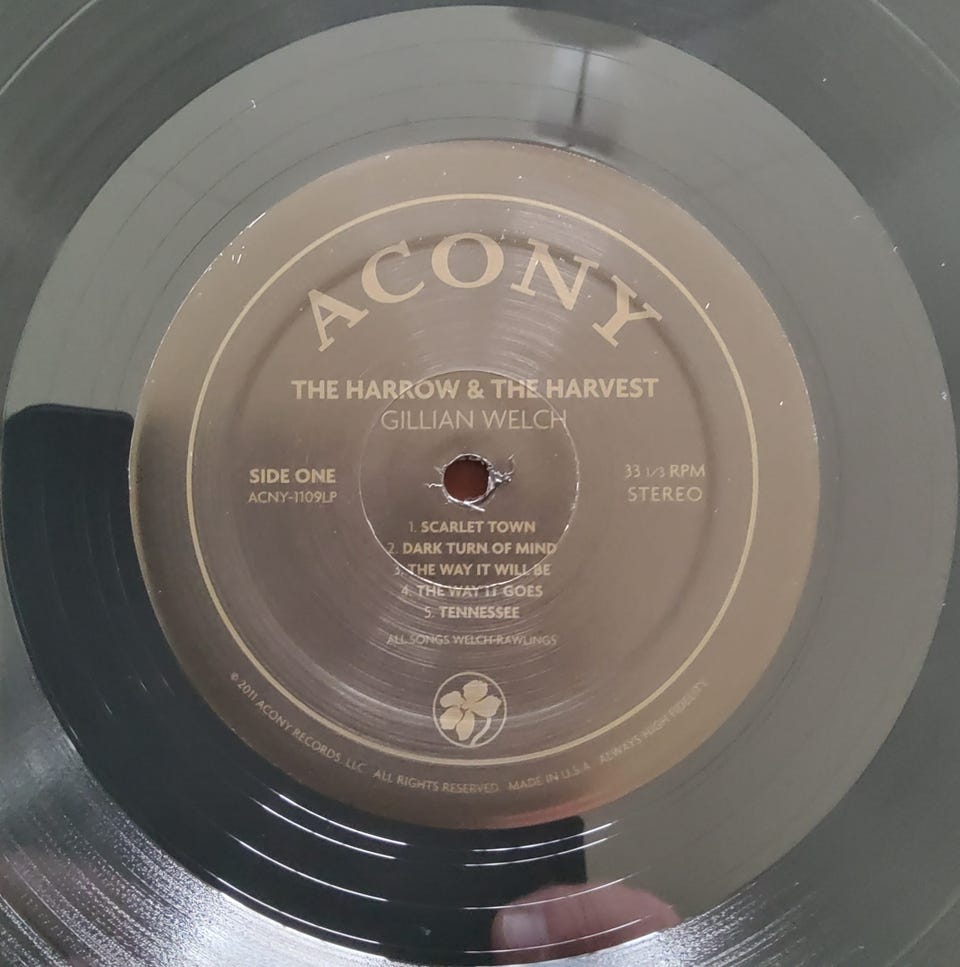 ACONY
THE HARROW & THE HARVEST
GILLIAN WELCH
SIDE ONE
ACNY-1109LP
33 1/3 RPM
STEREO
1. SCARLET TOWN
2. DARK TURN OF MIND
3. THE WAY IT WILL BE
4. THE WAY IT GOES
5. TENNESSEE
ALL SONGS WELCH-RAWLINGS
℗ 2011 ACONY RECORDS, LLC ALL RIGHTS RESERVED MADE IN U.S.A. ALWAYS HIGH FIDELITY